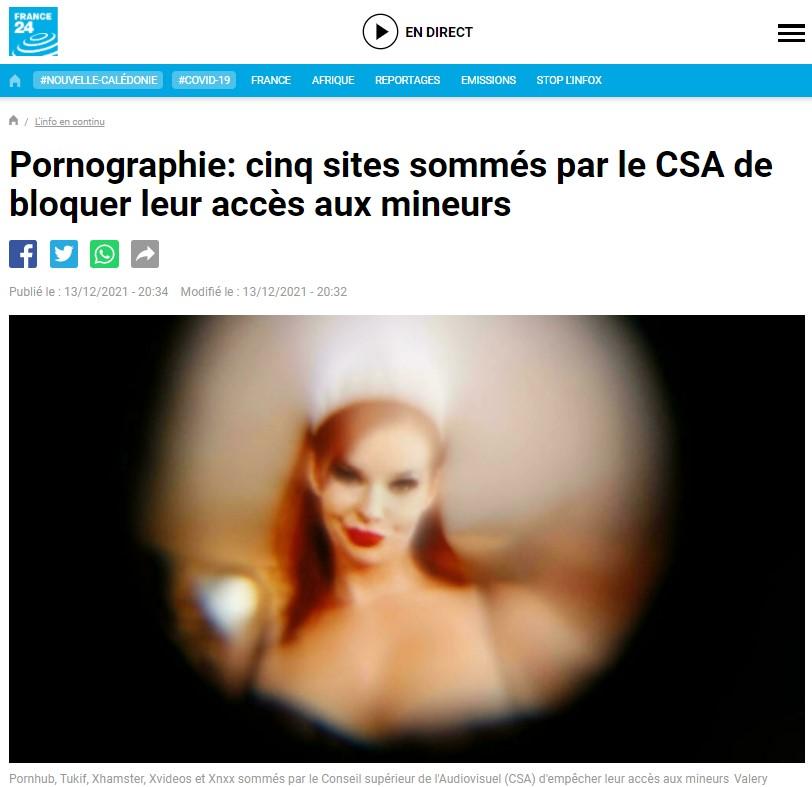 FRANCE
24
EN DIRECT
#NOUVELLE-CALÉDONIE #COVID-19 FRANCE AFRIQUE REPORTAGES EMISSIONS STOP L'INFOX
/ L'info en continu
Pornographie: cinq sites sommés par le CSA de
bloquer leur accès aux mineurs
Publié le : 13/12/2021 - 20:34 Modifié le : 13/12/2021 - 20:32
Pornhub, Tukif, Xhamster, Xvideos et Xnxx sommés par le Conseil supérieur de l'Audiovisuel (CSA) d'empêcher leur accès aux mineurs Valery